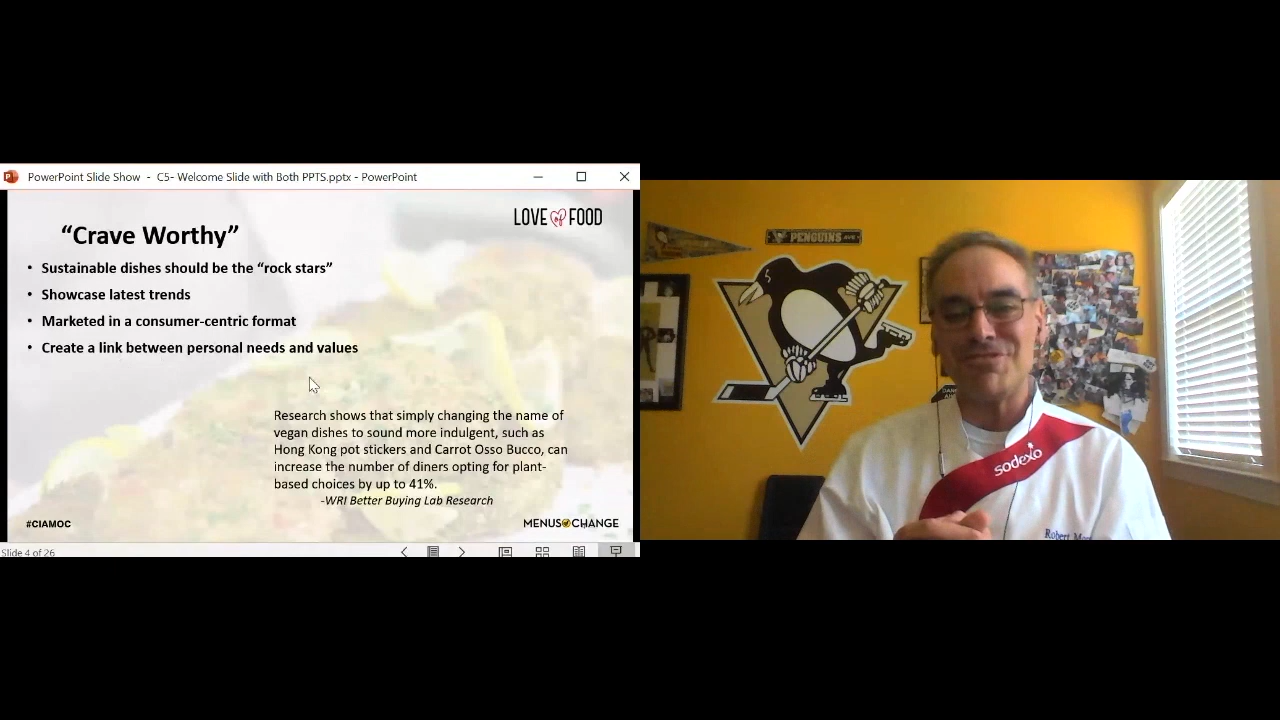 PowerPoint Slide Show - C5- Welcome Slide with Both PPTS.pptx - PowerPoint
LOVE of FOOD
“Crave Worthy”
• Sustainable dishes should be the “rock stars”
• Showcase latest trends
• Marketed in a consumer-centric format
• Create a link between personal needs and values
Research shows that simply changing the name of
vegan dishes to sound more indulgent, such as
Hong Kong pot stickers and Carrot Osso Bucco, can
increase the number of diners opting for plant-
based choices by up to 41%.
-WRI Better Buying Lab Research
#CIAMOC
MENUS CHANGE
Slide 4 of 26
PENGUINS AVE
sodexo
Robert